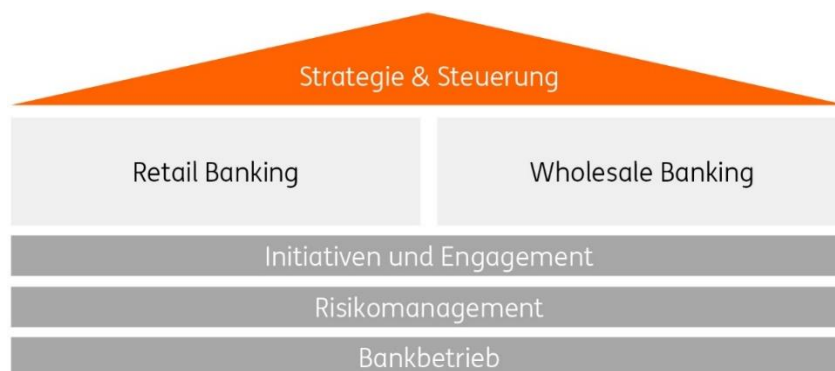 Strategie & Steuerung
Retail Banking
Wholesale Banking
Initiativen und Engagement
Risikomanagement
Bankbetrieb